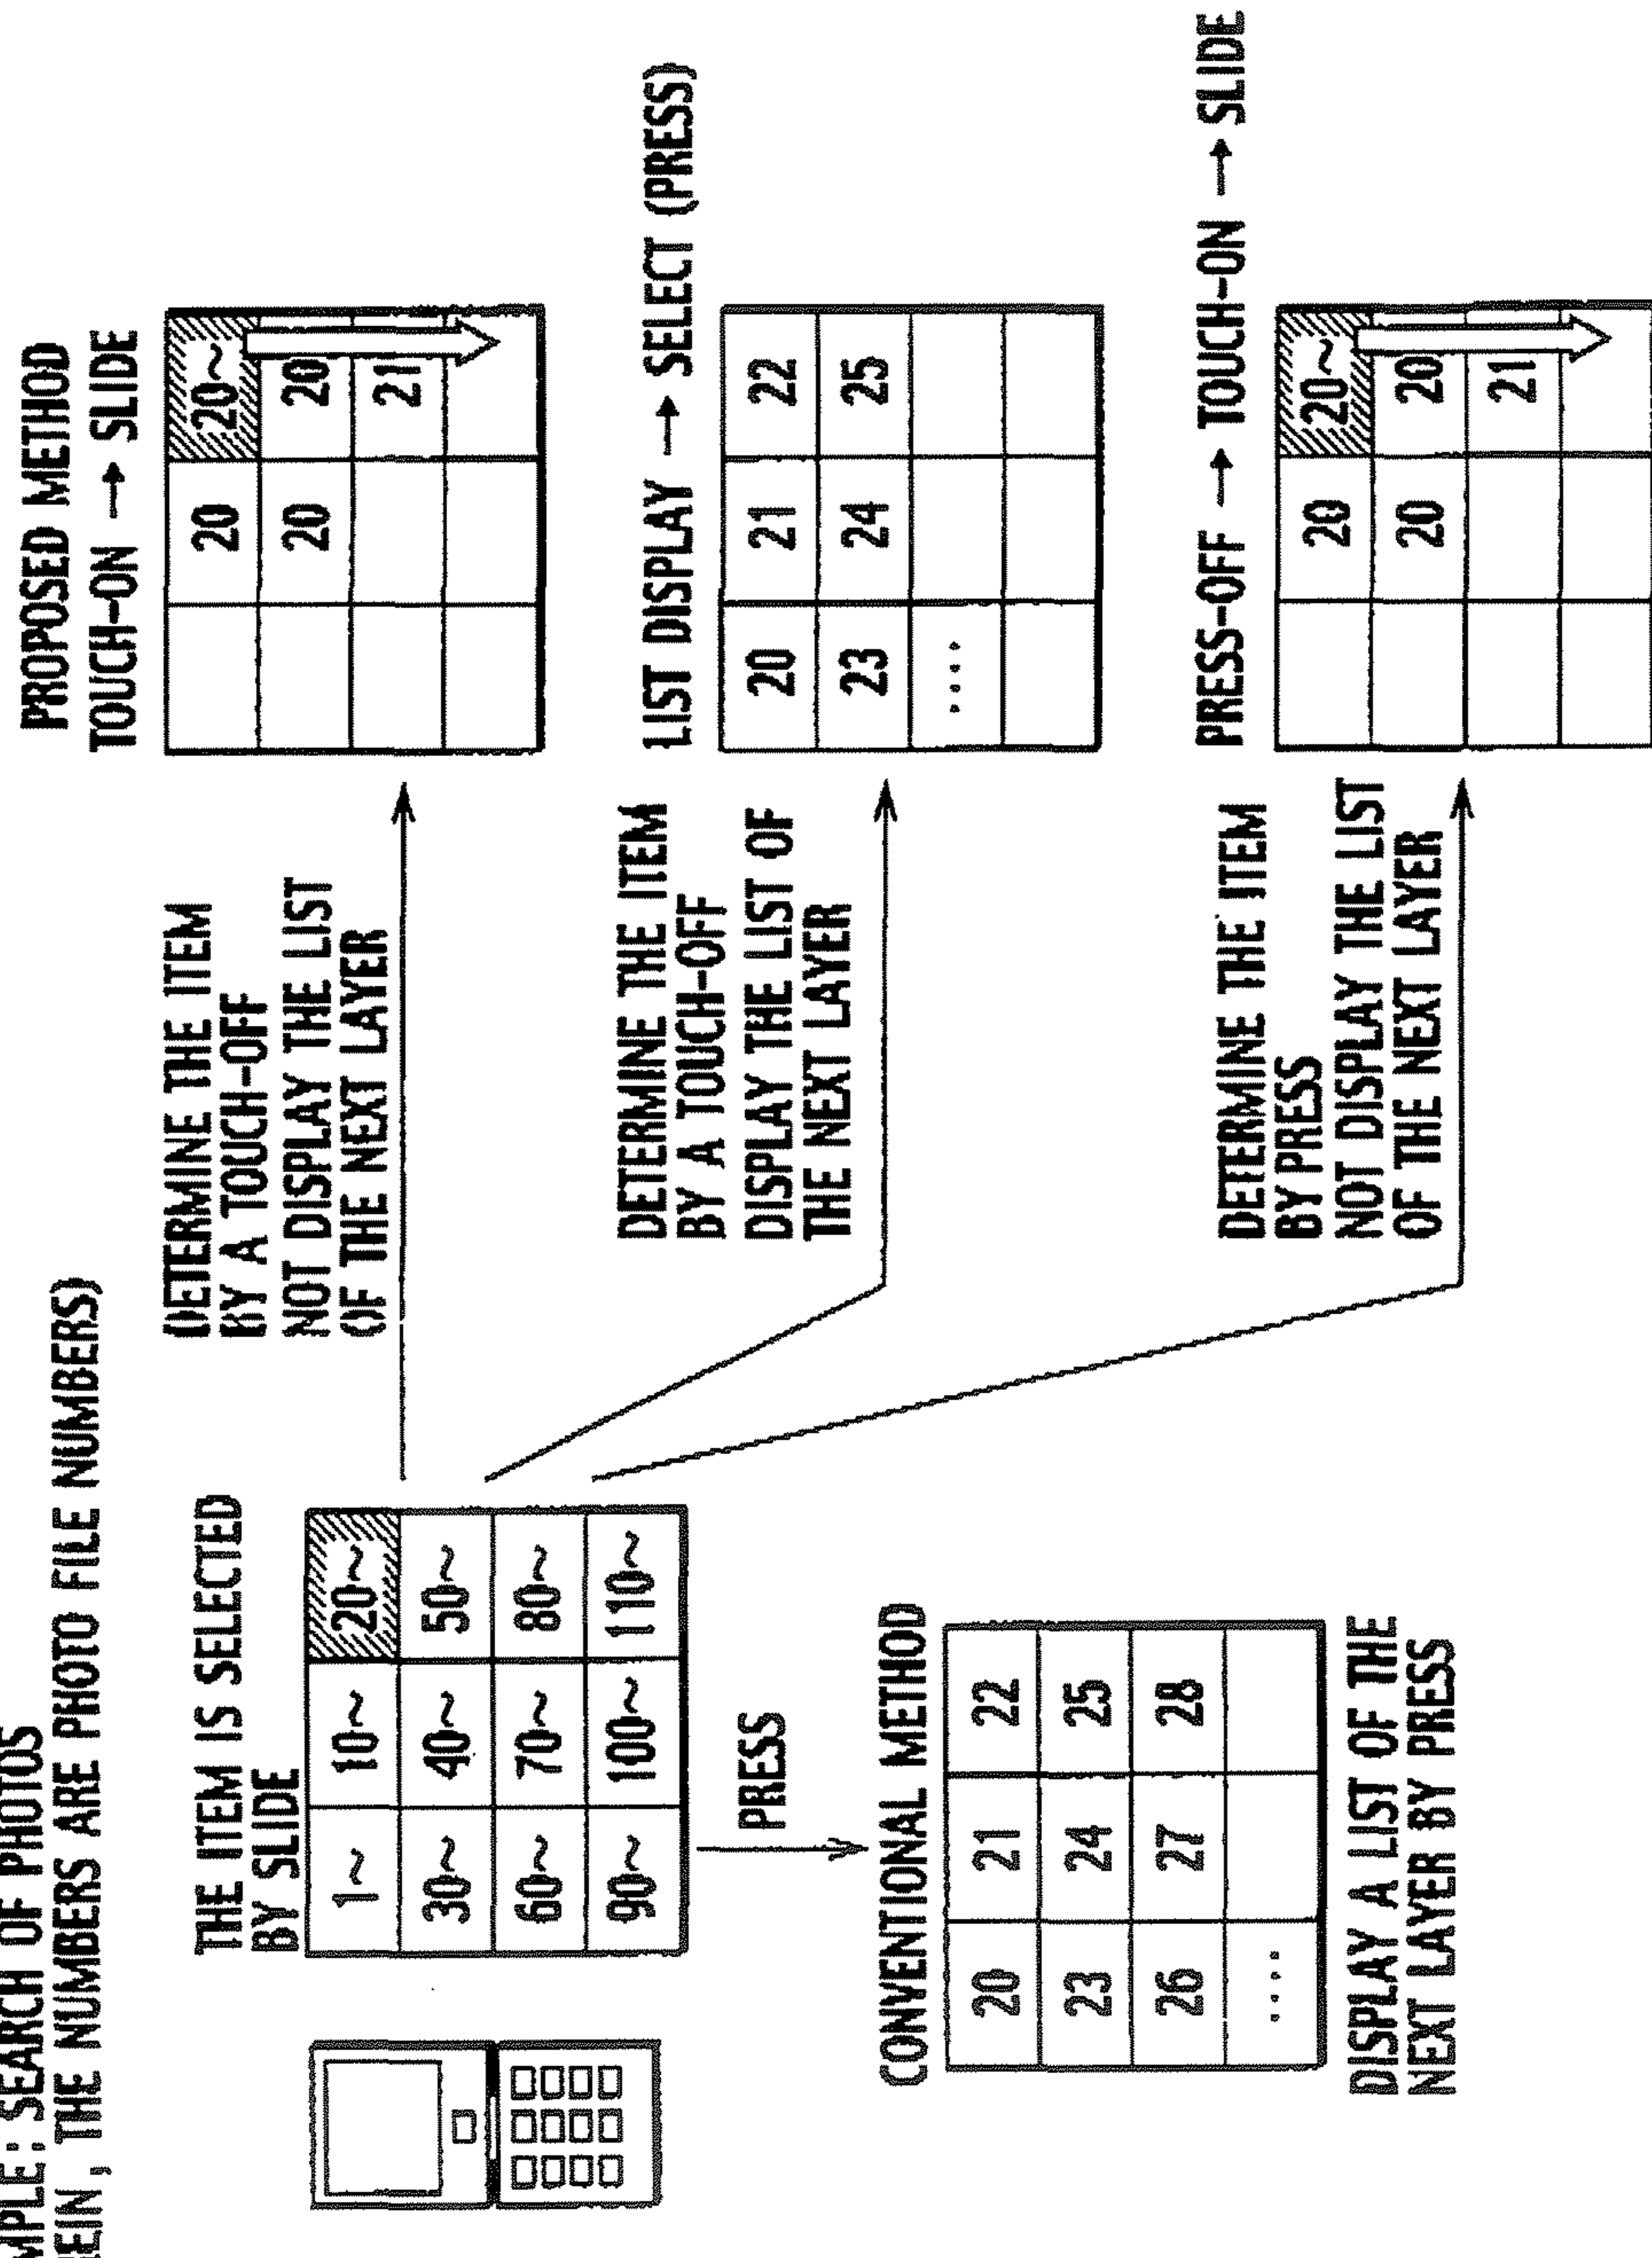 MPLE: SEARCH OF PHOTOS
REIN, THE NUMBERS ARE PHOTO FILE NUMBERS)
THE ITEM IS SELECTED
BY SLIDE
1~ 10~ 20~
30~ 40~ 50~
60~ 70~ 80~
90~ 100~ 110~
PRESS
CONVENTIONAL METHOD
20 21 22
23 24 25
26 27 28
....
DISPLAY A LIST OF THE
NEXT LAYER BY PRESS
DETERMINE THE ITEM
BY A TOUCH-OFF
NOT DISPLAY THE LIST
OF THE NEXT LAYER
PROPOSED METHOD
TOUCH-ON → SLIDE
20 20~
20 20
21
DETERMINE THE ITEM
BY A TOUCH-OFF
DISPLAY THE LIST OF
THE NEXT LAYER
LIST DISPLAY → SELECT (PRESS)
20 21 22
23 24 25
....
DETERMINE THE ITEM
BY PRESS
NOT DISPLAY THE LIST
OF THE NEXT LAYER
PRESS-OFF → TOUCH-ON → SLIDE
20 20~
20 20
21